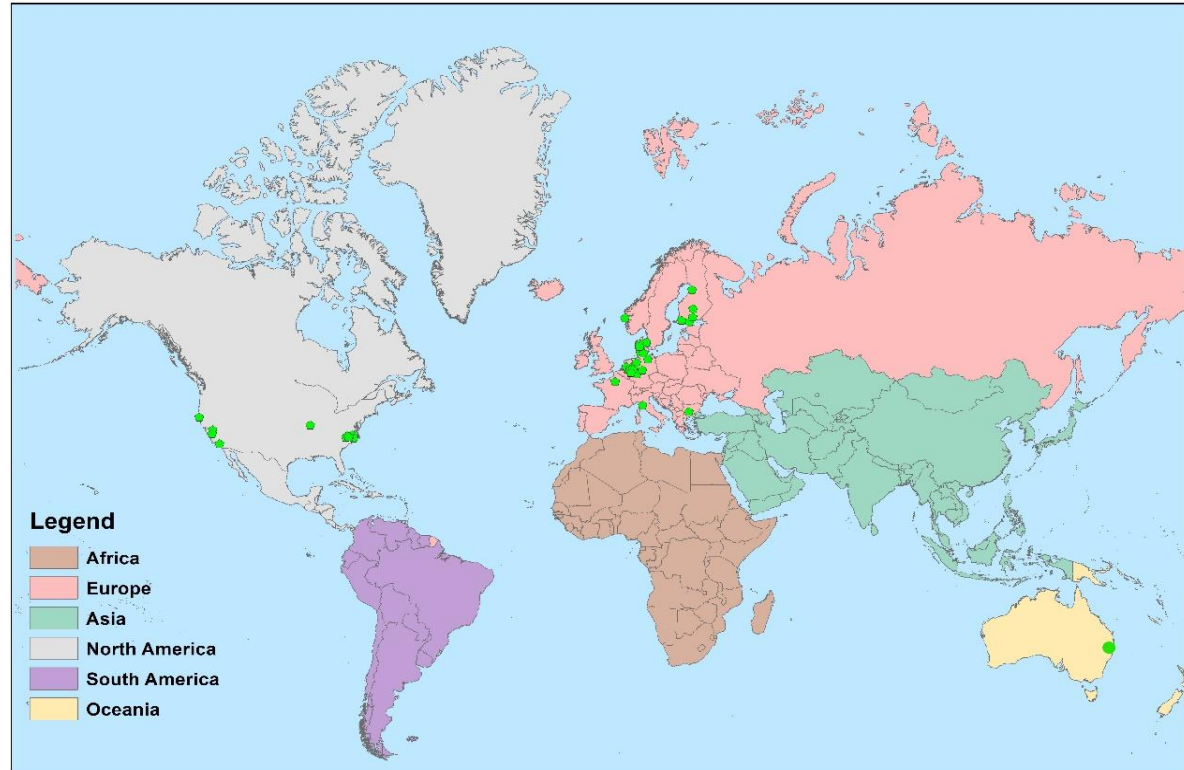 Legend
Africa
Europe
Asia
North America
South America
Oceania